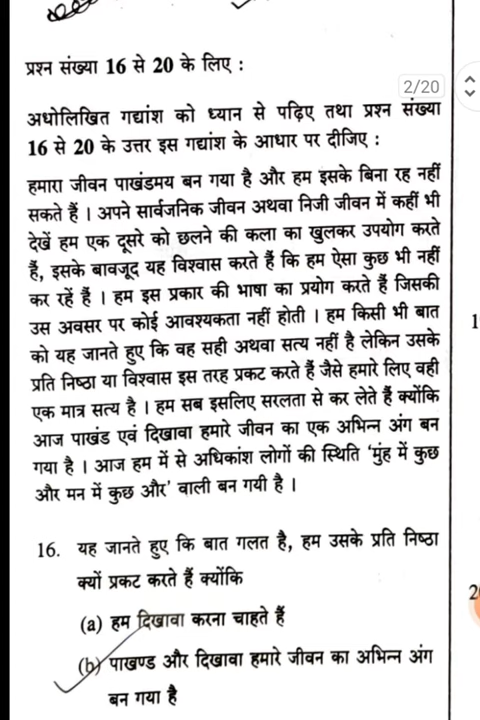 प्रश्न संख्या 16 से 20 के लिए :
2/20
अधोलिखित गद्यांश को ध्यान से पढ़िए तथा प्रश्न संख्या
16 से 20 के उत्तर इस गद्यांश के आधार पर दीजिए :
हमारा जीवन पाखंडमय बन गया है और हम इसके बिना रह नहीं
सकते हैं । अपने सार्वजनिक जीवन अथवा निजी जीवन में कहीं भी
देखें हम एक दूसरे को छलने की कला का खुलकर उपयोग करते
हैं, इसके बावजूद यह विश्वास करते हैं कि हम ऐसा कुछ भी नहीं
कर रहें हैं । हम इस प्रकार की भाषा का प्रयोग करते हैं जिसकी
उस अवसर पर कोई आवश्यकता नहीं होती । हम किसी भी बात
को यह जानते हुए कि वह सही अथवा सत्य नहीं है लेकिन उसके
प्रति निष्ठा या विश्वास इस तरह प्रकट करते हैं जैसे हमारे लिए वही
एक मात्र सत्य है । हम सब इसलिए सरलता से कर लेते हैं क्योंकि
आज पाखंड एवं दिखावा हमारे जीवन का एक अभिन्न अंग बन
गया है । आज हम में से अधिकांश लोगों की स्थिति ‘मुंह में कुछ
और मन में कुछ और’ वाली बन गयी है ।
16. यह जानते हुए कि बात गलत है, हम उसके प्रति निष्ठा
क्यों प्रकट करते हैं क्योंकि
(a) हम दिखावा करना चाहते हैं
(b) पाखण्ड और दिखावा हमारे जीवन का अभिन्न अंग
बन गया है